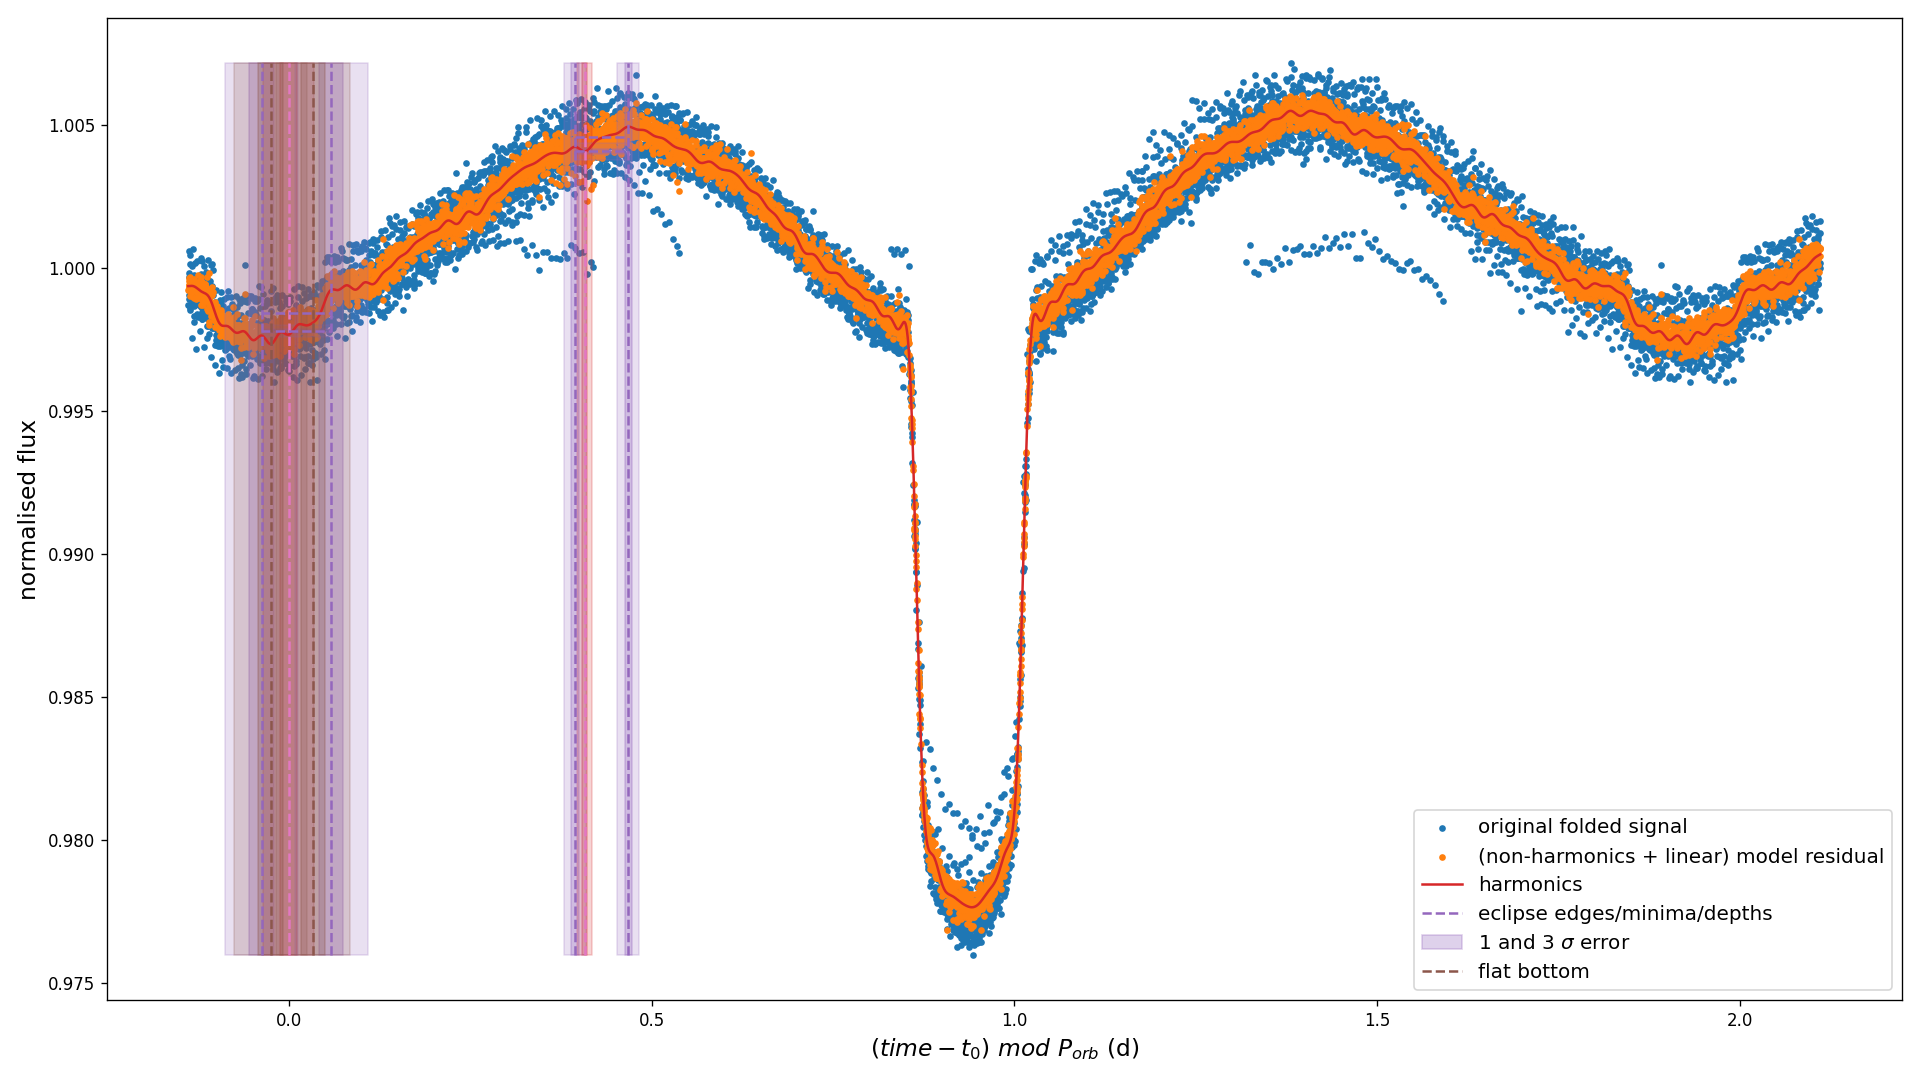 1.005
1.000
0.995
0.990
0.985
0.980
0.975
normalised flux
0.0 0.5 1.0 1.5 2.0
(time − t₀) mod Pₒᵣb (d)
original folded signal
(non-harmonics + linear) model residual
harmonics
eclipse edges/minima/depths
1 and 3 σ error
flat bottom